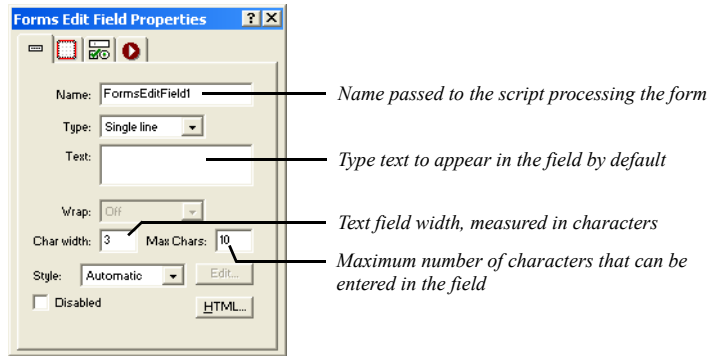 Forms Edit Field Properties
Name: FormsEditField1
Name passed to the script processing the form
Type: Single line
Text:
Type text to appear in the field by default
Wrap: Off
Text field width, measured in characters
Char width: 3 Max Chars: 10
Maximum number of characters that can be
entered in the field
Style: Automatic Edit...
Disabled
HTML...